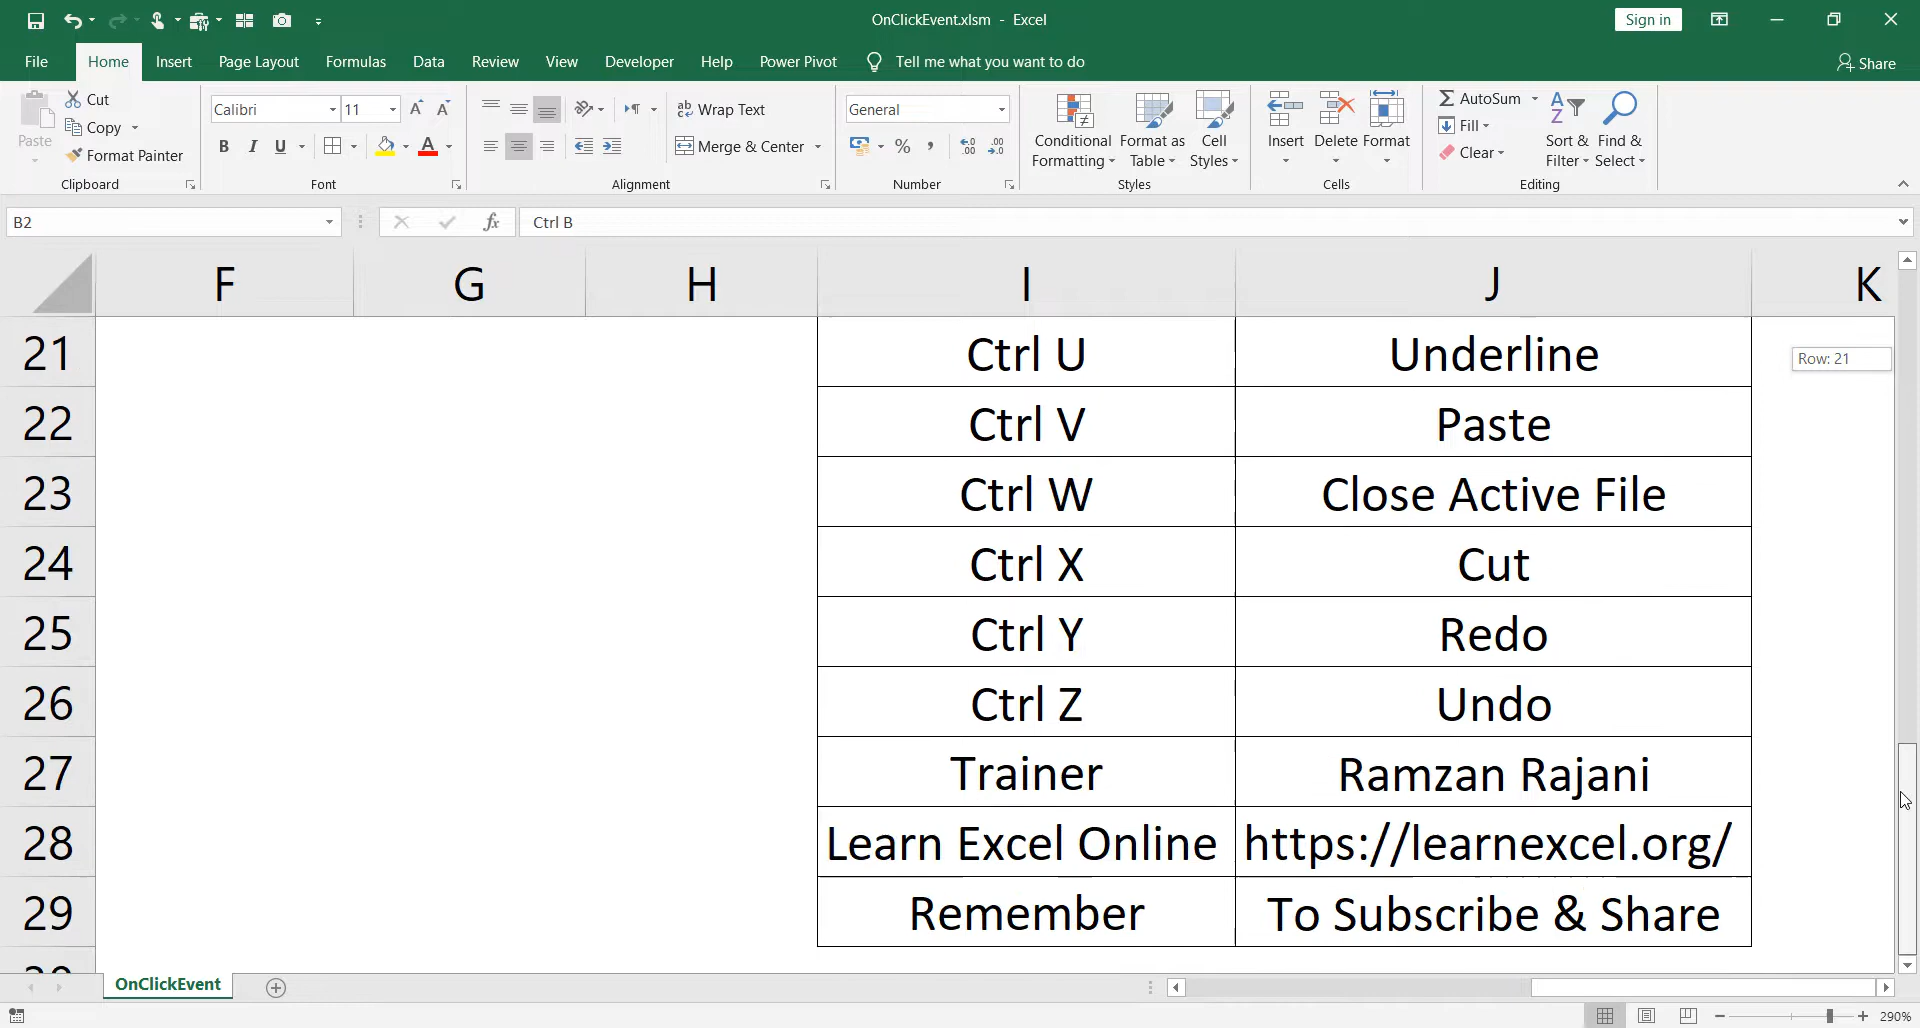 OnClickEvent.xlsm - Excel
Sign in
File Home Insert Page Layout Formulas Data Review View Developer Help Power Pivot Tell me what you want to do Share
Paste
Cut
Copy
Format Painter
Clipboard
Calibri 11
B I U
Font
Wrap Text
Merge & Center
Alignment
General
Number
Conditional Formatting
Format as Table
Cell Styles
Styles
Insert
Delete
Format
Cells
AutoSum
Fill
Clear
Sort & Filter
Find & Select
Editing
B2 fx Ctrl B
F G H I J K
21 Ctrl U Underline
Row: 21
22 Ctrl V Paste
23 Ctrl W Close Active File
24 Ctrl X Cut
25 Ctrl Y Redo
26 Ctrl Z Undo
27 Trainer Ramzan Rajani
28 Learn Excel Online https://learnexcel.org/
29 Remember To Subscribe & Share
OnClickEvent
290%